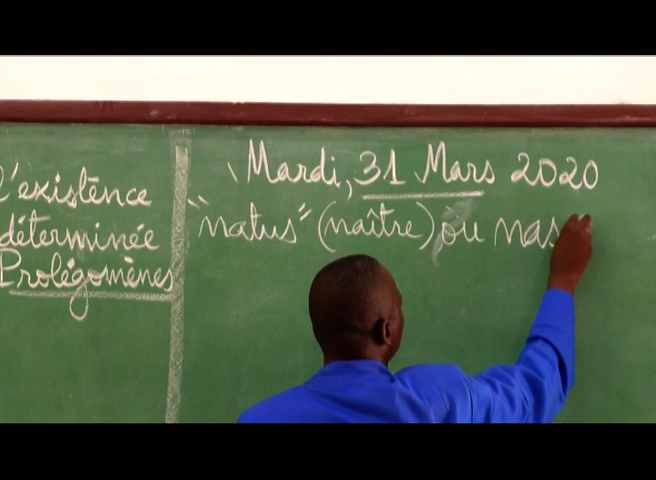 l'existence
déterminée
Prolégomènes
Mardi, 31 Mars 2020
"natus" (naître) ou nas